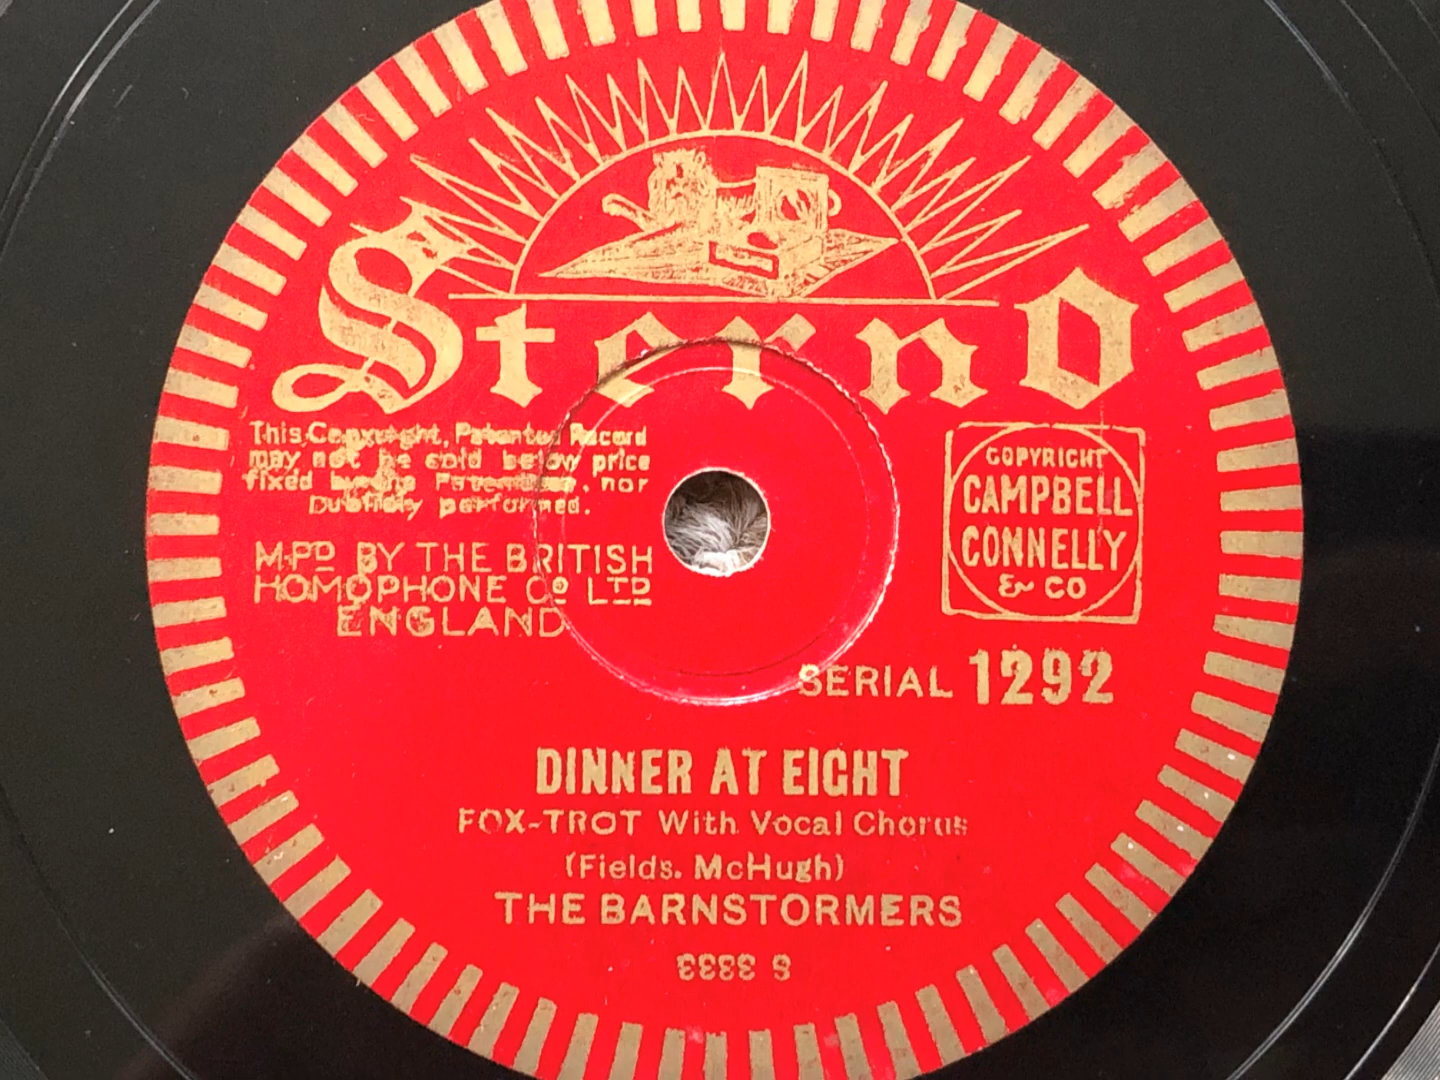 Sterno
This Copyright, Patented Record
may not be sold below price
fixed by the Patentees, nor
Publicly performed.
MFD BY THE BRITISH
HOMOPHONE CO LTD
ENGLAND
COPYRIGHT
CAMPBELL
CONNELLY
& CO
SERIAL 1292
DINNER AT EIGHT
FOX-TROT With Vocal Chorus
(Fields. McHugh)
THE BARNSTORMERS